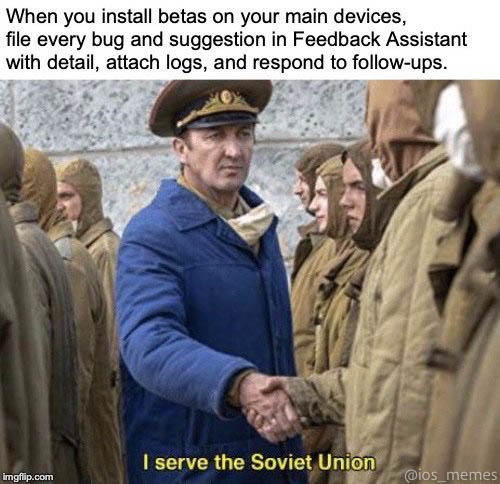 When you install betas on your main devices,
file every bug and suggestion in Feedback Assistant
with detail, attach logs, and respond to follow-ups.
I serve the Soviet Union
imgflip.com
@ios_memes